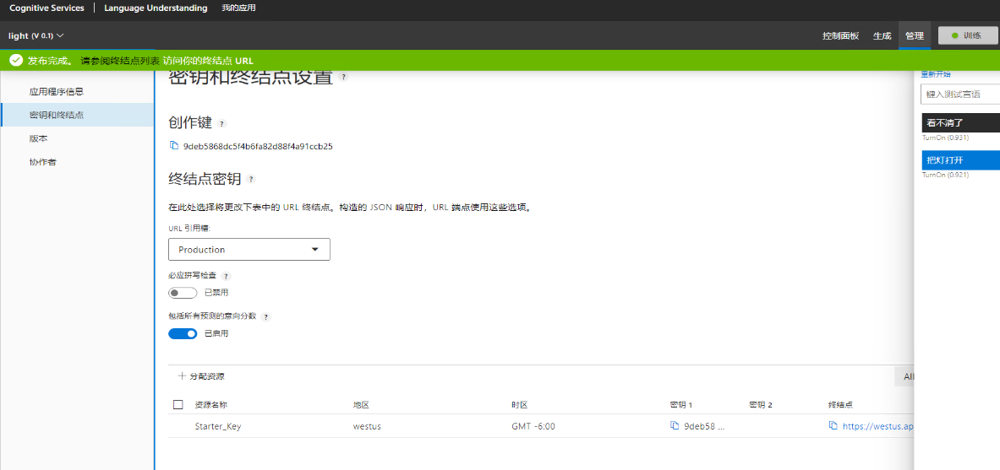 Cognitive Services | Language Understanding 我的应用
light (V 0.1) 控制面板 生成 管理 训练
发布完成。 请参阅终结点列表 访问你的终结点 URL
密钥和终结点设置 ?
重新开始
应用程序信息
键入测试言语
密钥和终结点
创作键 ?
看不清了
版本
TurnOn (0.931)
9deb5868dc5f4b6fa82d88f4a91ccb25
协作者
把灯打开
TurnOn (0.921)
终结点密钥 ?
在此处选择将更改下表中的 URL 终结点。构造的 JSON 响应时，URL 端点使用这些选项。
URL 引用槽:
Production
必应拼写检查 ?
已禁用
包括所有预测的意向分数 ?
已启用
+ 分配资源 All
资源名称 地区 时区 密钥 1 密钥 2 终结点
Starter_Key westus GMT -6:00 9deb58 ... https://westus.ap